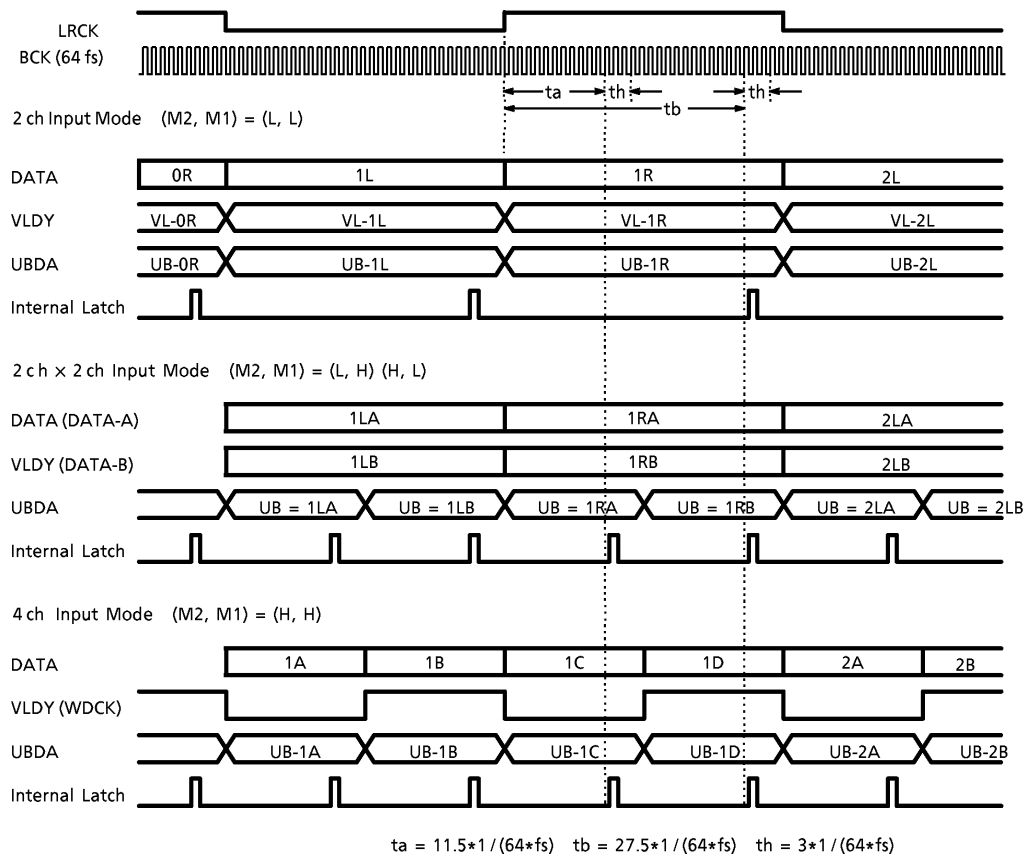 LRCK
BCK (64 fs)
ta th th
tb
2 ch Input Mode (M2, M1) = (L, L)
DATA 0R 1L 1R 2L
VLDY VL-0R VL-1L VL-1R VL-2L
UBDA UB-0R UB-1L UB-1R UB-2L
Internal Latch
2 c h × 2 ch Input Mode (M2, M1) = (L, H) (H, L)
DATA (DATA-A) 1LA 1RA 2LA
VLDY (DATA-B) 1LB 1RB 2LB
UBDA UB = 1LA UB = 1LB UB = 1RA UB = 1RB UB = 2LA UB = 2LB
Internal Latch
4 ch Input Mode (M2, M1) = (H, H)
DATA 1A 1B 1C 1D 2A 2B
VLDY (WDCK)
UBDA UB-1A UB-1B UB-1C UB-1D UB-2A UB-2B
Internal Latch
ta = 11.5*1/(64*fs) tb = 27.5*1/(64*fs) th = 3*1/(64*fs)